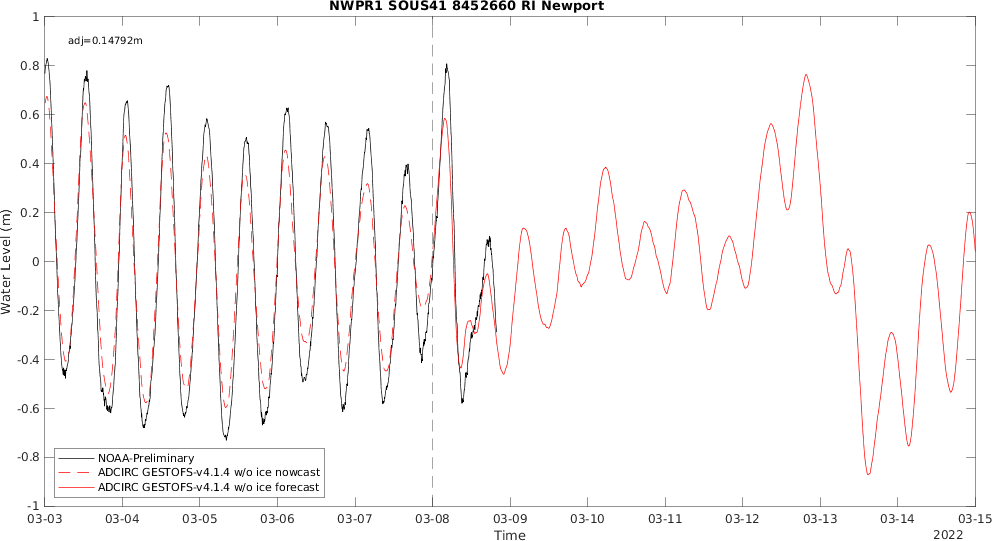 NWPR1 SOUS41 8452660 RI Newport
adj=0.14792m
1
0.8
0.6
0.4
0.2
0
-0.2
-0.4
-0.6
-0.8
-1
Water Level (m)
NOAA-Preliminary
ADCIRC GESTOFS-v4.1.4 w/o ice nowcast
ADCIRC GESTOFS-v4.1.4 w/o ice forecast
03-03 03-04 03-05 03-06 03-07 03-08 03-09 03-10 03-11 03-12 03-13 03-14 03-15
Time
2022